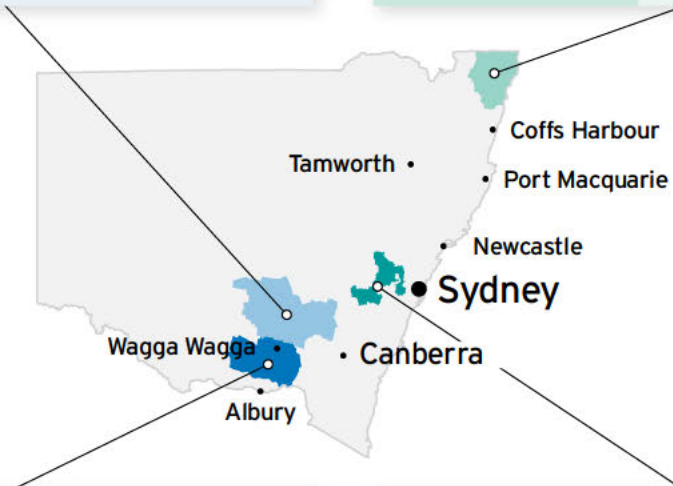 Coffs Harbour
Tamworth
Port Macquarie
Newcastle
Sydney
Wagga Wagga
Canberra
Albury